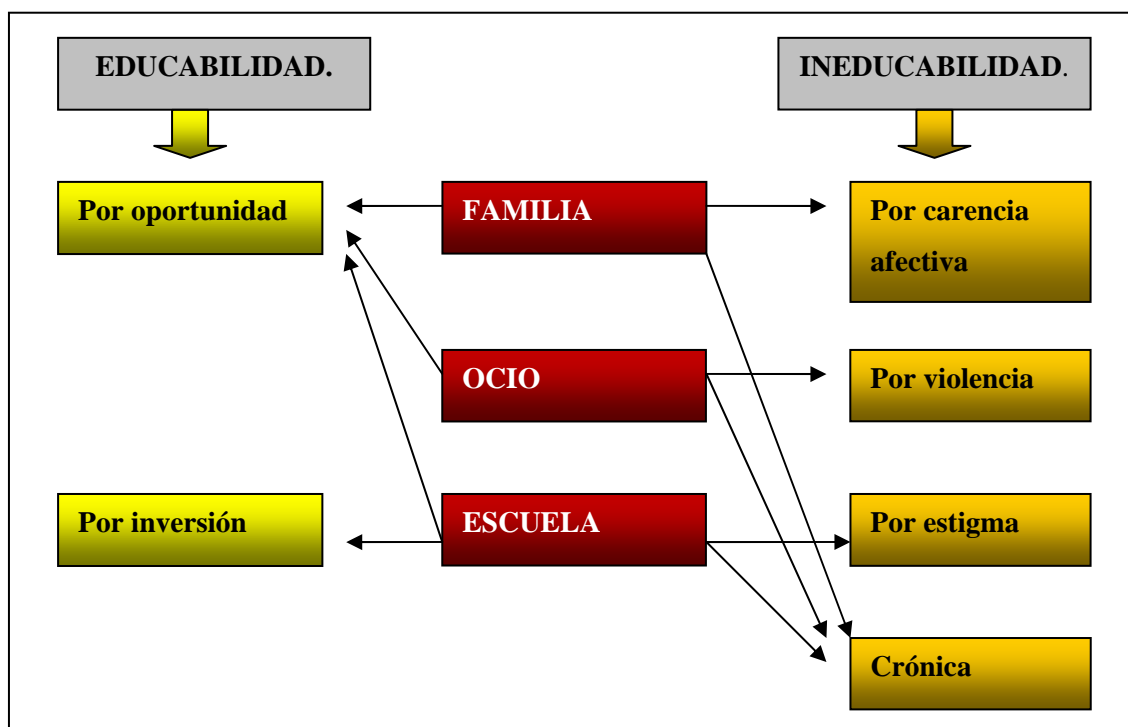 EDUCABILIDAD.
INEDUCABILIDAD.
Por oportunidad
FAMILIA
Por carencia
afectiva
OCIO
Por violencia
Por inversión
ESCUELA
Por estigma
Crónica